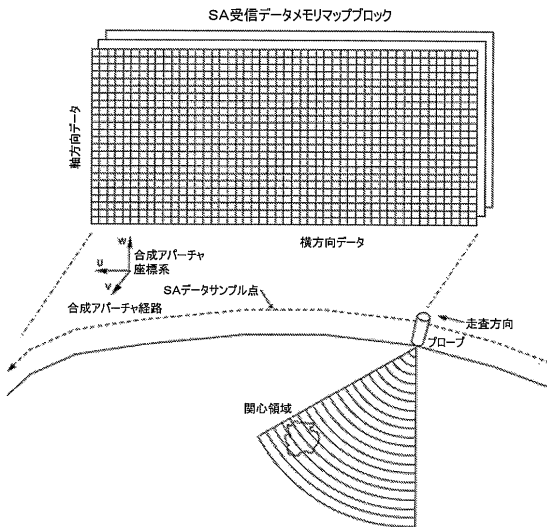 SA受信データメモリマップブロック
軸方向データ
横方向データ
W
U
V
合成アパーチャ
座標系
合成アパーチャ経路
SAデータサンプル点
走査方向
プローブ
関心領域